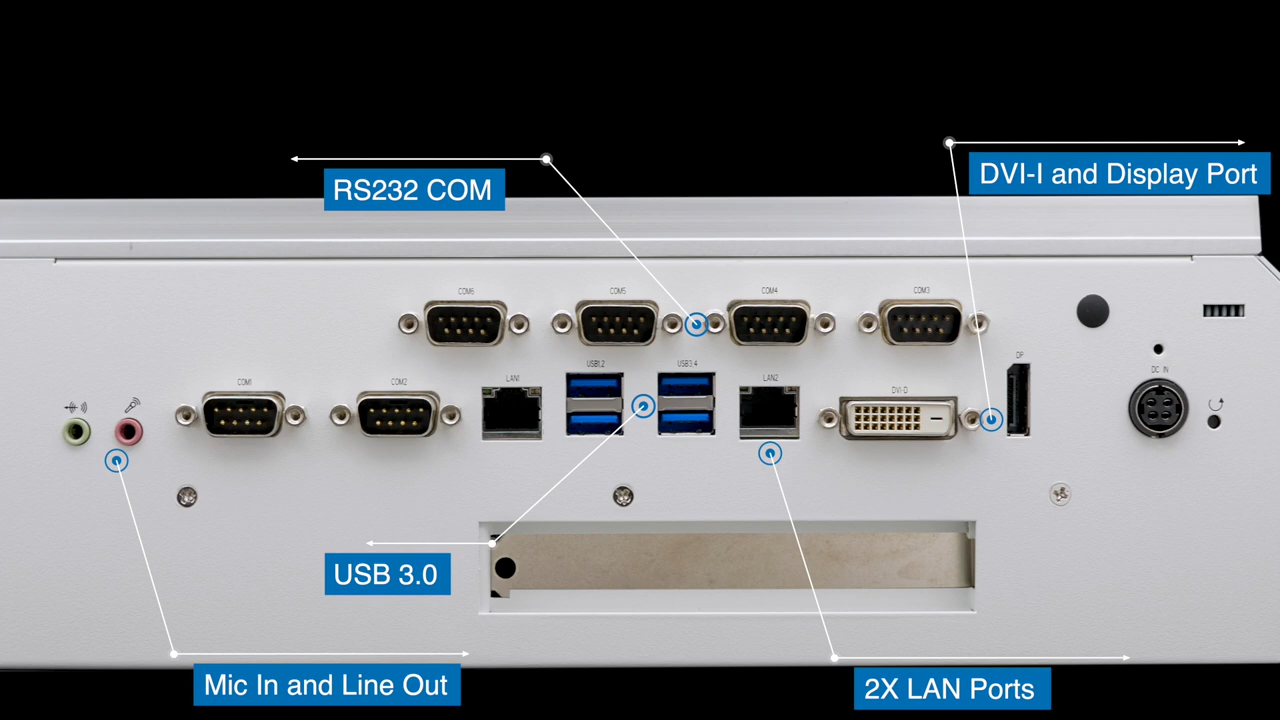 DVI-I and Display Port
RS232 COM
COM6
COM5
COM4
COM3
USB1,2
USB3,4
DP
DC IN
COM1
COM2
LAN1
LAN2
DVI-D
USB 3.0
Mic In and Line Out
2X LAN Ports